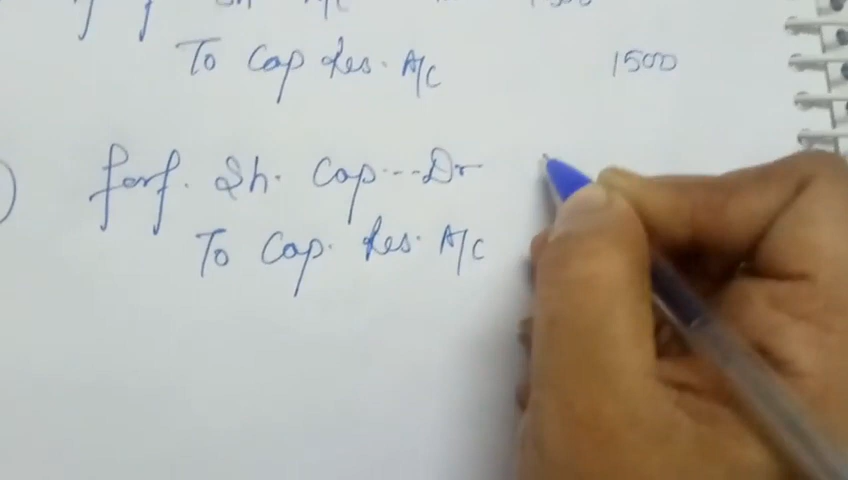 To Cap Res. A/C 1500
) Forf. Sh. Cap---Dr
To Cap. Res. A/C